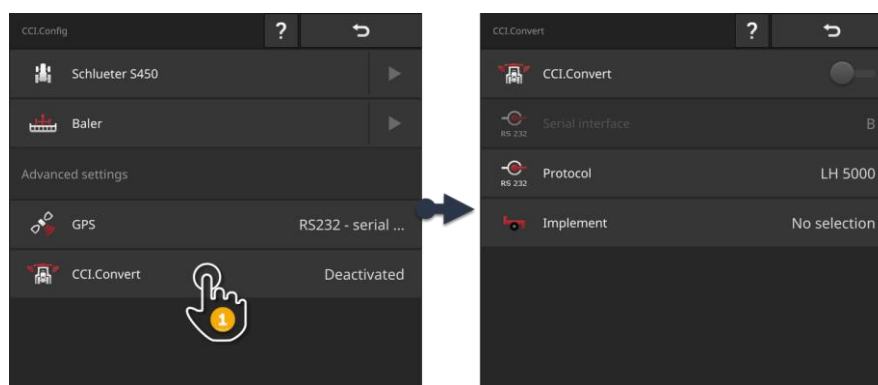 CCI.Config
?
Schlueter S450
Baler
Advanced settings
GPS RS232 - serial ...
CCI.Convert Deactivated
1
CCI.Convert
?
CCI.Convert
RS 232 Serial interface B
RS 232 Protocol LH 5000
Implement No selection